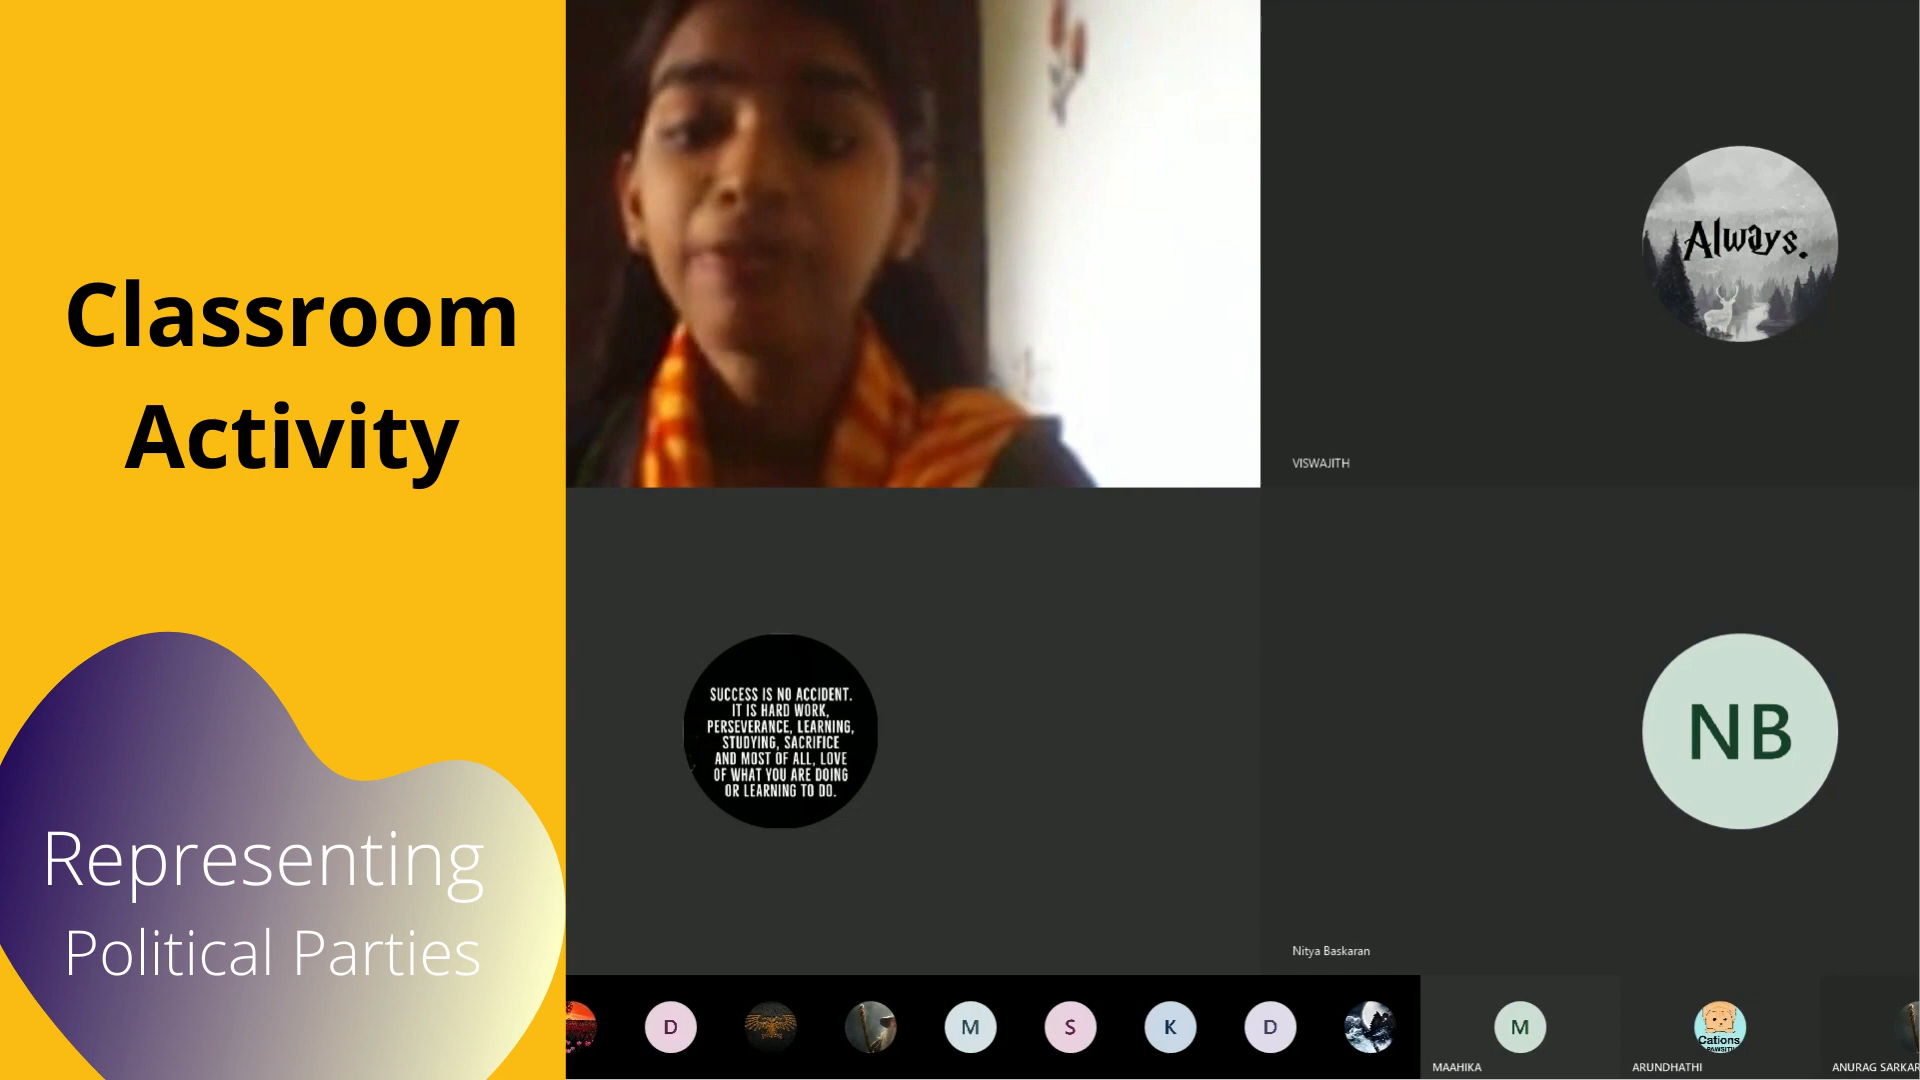 Classroom
Activity
Representing
Political Parties
Always.
VISWAJITH
SUCCESS IS NO ACCIDENT.
IT IS HARD WORK,
PERSEVERANCE, LEARNING,
STUDYING, SACRIFICE
AND MOST OF ALL, LOVE
OF WHAT YOU ARE DOING
OR LEARNING TO DO.
NB
Nitya Baskaran
D
M
S
K
D
M
MAAHIKA
Cations
ARUNDHATHI
ANURAG SARKAR